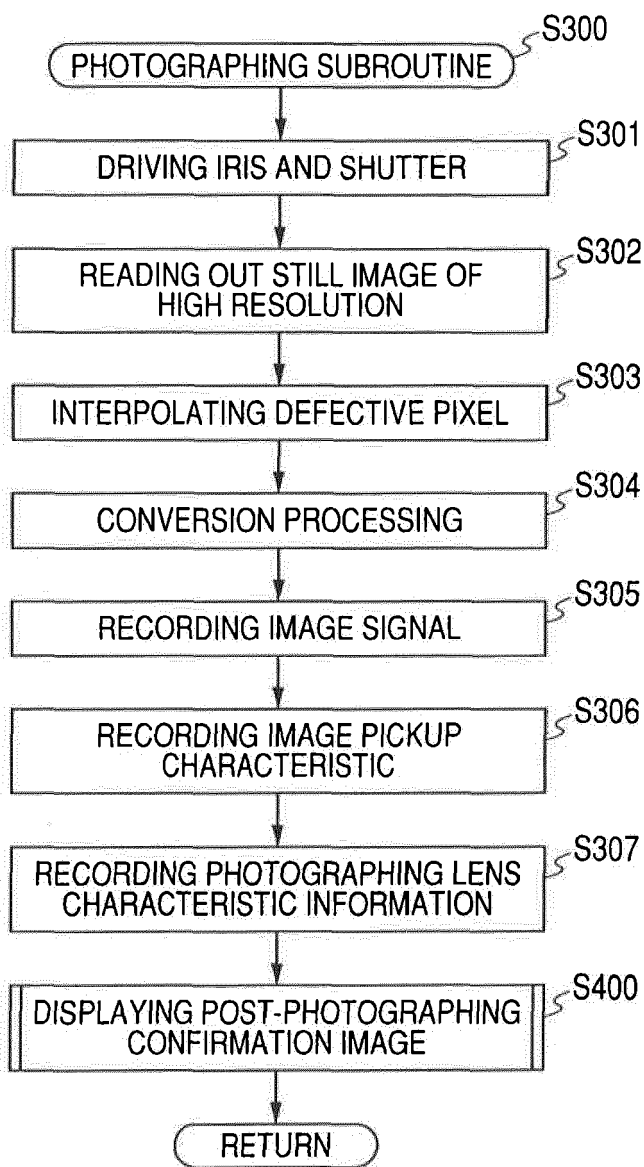 S300
PHOTOGRAPHING SUBROUTINE
S301
DRIVING IRIS AND SHUTTER
S302
READING OUT STILL IMAGE OF
HIGH RESOLUTION
S303
INTERPOLATING DEFECTIVE PIXEL
S304
CONVERSION PROCESSING
S305
RECORDING IMAGE SIGNAL
S306
RECORDING IMAGE PICKUP
CHARACTERISTIC
S307
RECORDING PHOTOGRAPHING LENS
CHARACTERISTIC INFORMATION
S400
DISPLAYING POST-PHOTOGRAPHING
CONFIRMATION IMAGE
RETURN